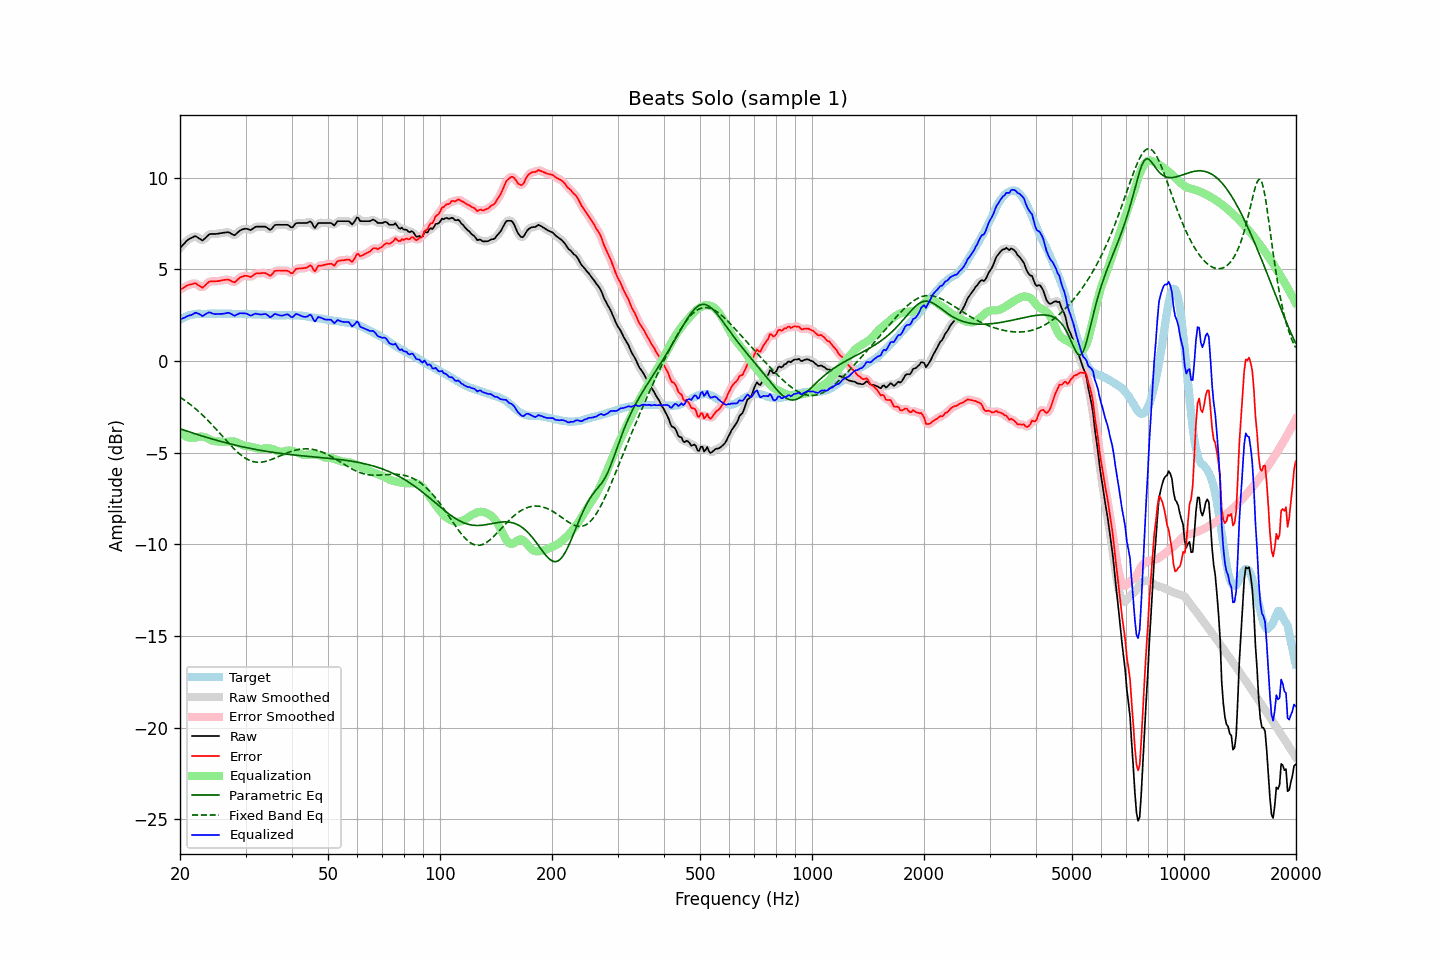 Beats Solo (sample 1)
Amplitude (dBr)
10
5
0
−5
−10
−15
−20
−25
Target
Raw Smoothed
Error Smoothed
Raw
Error
Equalization
Parametric Eq
Fixed Band Eq
Equalized
20 50 100 200 500 1000 2000 5000 10000 20000
Frequency (Hz)